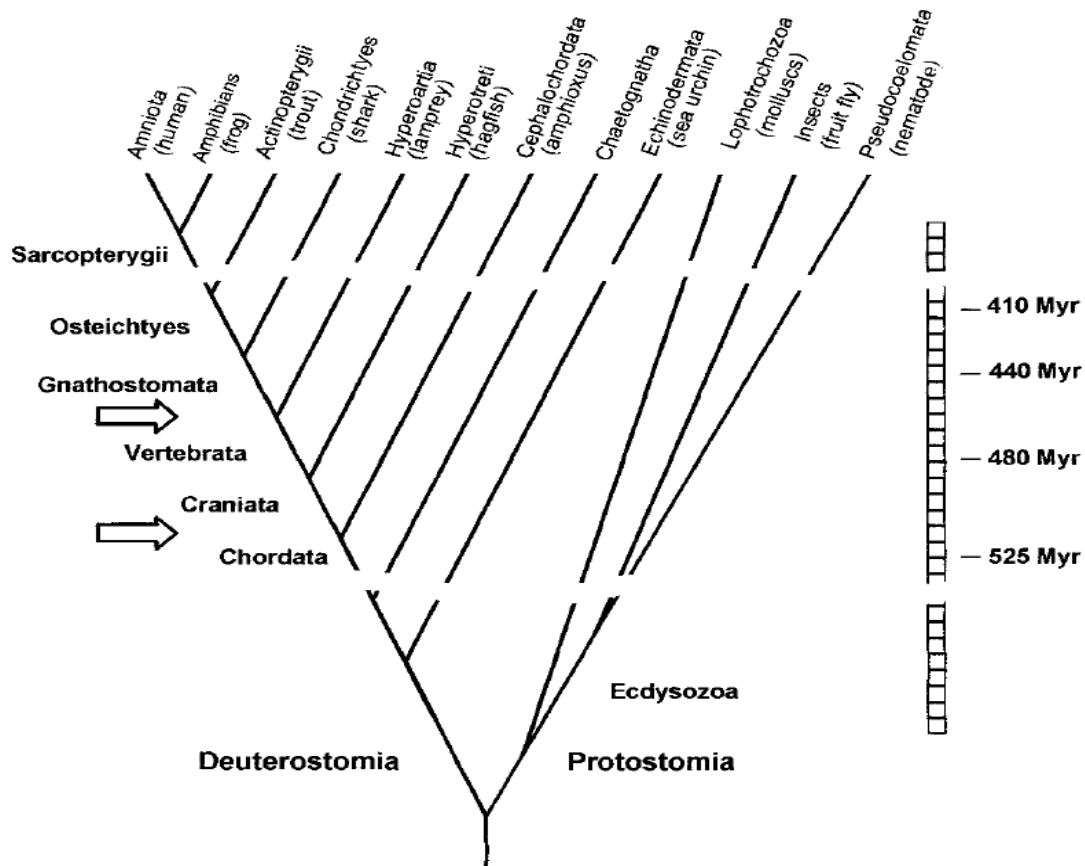 Amniota
(human)
Amphibians
(frog)
Actinopterygii
(trout)
Chondrichtyes
(shark)
Hyperoartia
(lamprey)
Hyperotreti
(hagfish)
Cephalochordata
(amphioxus)
Chaetognatha
Echinodermata
(sea urchin)
Lophotrochozoa
(molluscs)
Insects
(fruit fly)
Pseudocoelomata
(nematode)
Sarcopterygii
Osteichtyes
Gnathostomata
Vertebrata
Craniata
Chordata
410 Myr
440 Myr
480 Myr
525 Myr
Ecdysozoa
Deuterostomia
Protostomia